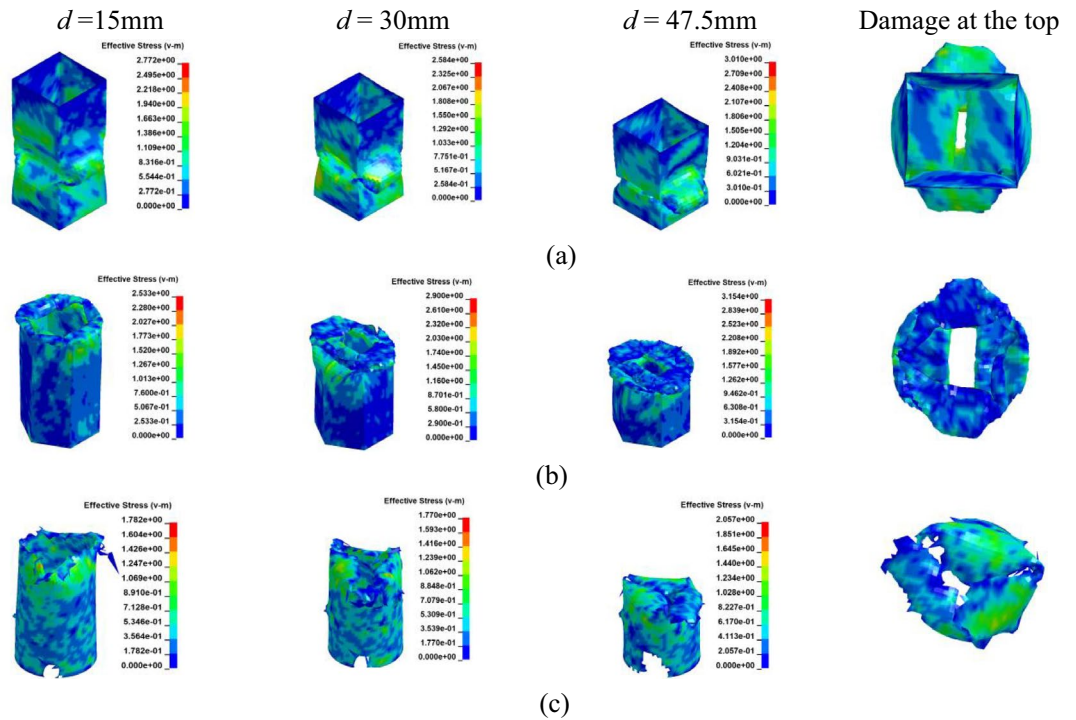 d =15mm
d = 30mm
d = 47.5mm
Damage at the top
Effective Stress (v-m)
2.772e+00
2.495e+00
2.218e+00
1.940e+00
1.663e+00
1.386e+00
1.109e+00
8.316e-01
5.544e-01
2.772e-01
0.000e+00
Effective Stress (v-m)
2.584e+00
2.325e+00
2.067e+00
1.808e+00
1.550e+00
1.292e+00
1.033e+00
7.751e-01
5.167e-01
2.584e-01
0.000e+00
Effective Stress (v-m)
3.010e+00
2.709e+00
2.408e+00
2.107e+00
1.806e+00
1.505e+00
1.204e+00
9.031e-01
6.021e-01
3.010e-01
0.000e+00
(a)
Effective Stress (v-m)
2.533e+00
2.280e+00
2.027e+00
1.773e+00
1.520e+00
1.267e+00
1.013e+00
7.600e-01
5.067e-01
2.533e-01
0.000e+00
Effective Stress (v-m)
2.900e+00
2.610e+00
2.320e+00
2.030e+00
1.740e+00
1.450e+00
1.160e+00
8.701e-01
5.800e-01
2.900e-01
0.000e+00
Effective Stress (v-m)
3.154e+00
2.839e+00
2.523e+00
2.208e+00
1.892e+00
1.577e+00
1.262e+00
9.462e-01
6.308e-01
3.154e-01
0.000e+00
(b)
Effective Stress (v-m)
1.782e+00
1.604e+00
1.426e+00
1.247e+00
1.069e+00
8.910e-01
7.128e-01
5.346e-01
3.564e-01
1.782e-01
0.000e+00
Effective Stress (v-m)
1.770e+00
1.593e+00
1.416e+00
1.239e+00
1.062e+00
8.848e-01
7.079e-01
5.309e-01
3.539e-01
1.770e-01
0.000e+00
Effective Stress (v-m)
2.057e+00
1.851e+00
1.645e+00
1.440e+00
1.234e+00
1.028e+00
8.227e-01
6.170e-01
4.113e-01
2.057e-01
0.000e+00
(c)